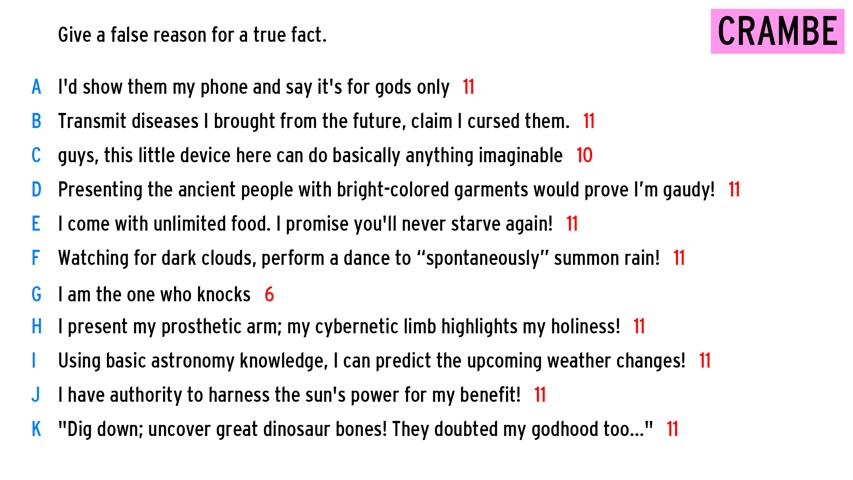 Give a false reason for a true fact.
CRAMBE
A I'd show them my phone and say it's for gods only 11
B Transmit diseases I brought from the future, claim I cursed them. 11
C guys, this little device here can do basically anything imaginable 10
D Presenting the ancient people with bright-colored garments would prove I’m gaudy! 11
E I come with unlimited food. I promise you'll never starve again! 11
F Watching for dark clouds, perform a dance to “spontaneously” summon rain! 11
G I am the one who knocks 6
H I present my prosthetic arm; my cybernetic limb highlights my holiness! 11
I Using basic astronomy knowledge, I can predict the upcoming weather changes! 11
J I have authority to harness the sun's power for my benefit! 11
K "Dig down; uncover great dinosaur bones! They doubted my godhood too..." 11